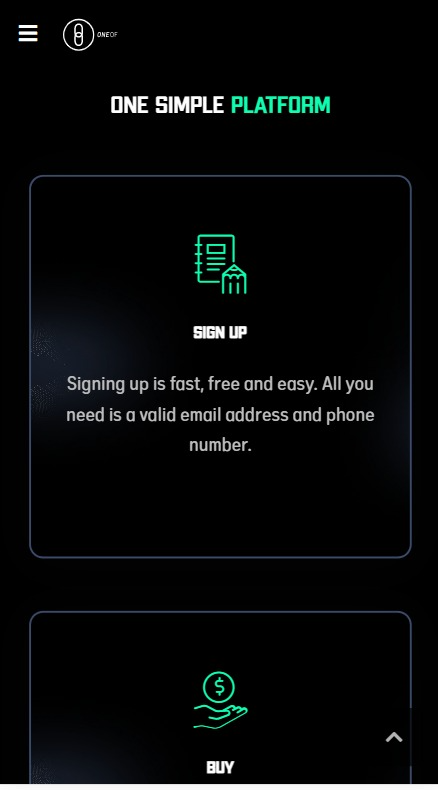 ONEOF
ONE SIMPLE PLATFORM
SIGN UP
Signing up is fast, free and easy. All you
need is a valid email address and phone
number.
$
BUY